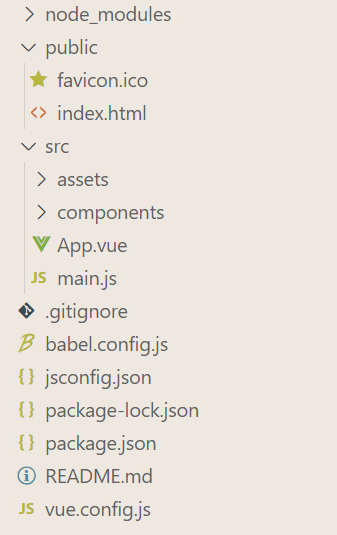 node_modules
public
favicon.ico
index.html
src
assets
components
App.vue
JS main.js
.gitignore
babel.config.js
{} jsconfig.json
{} package-lock.json
{} package.json
README.md
JS vue.config.js